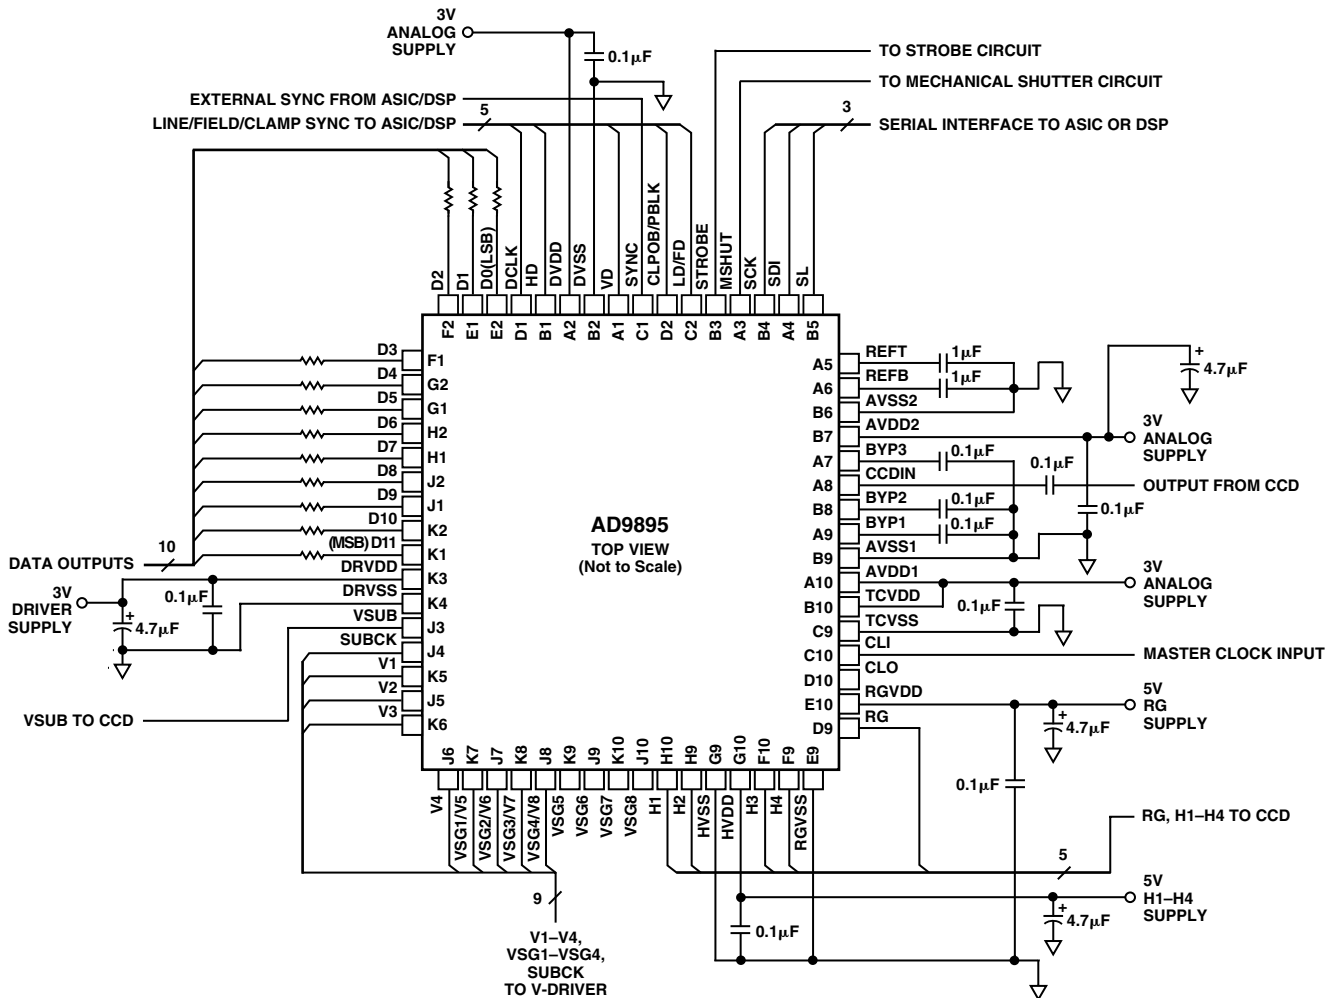 3V
ANALOG
SUPPLY
0.1µF
TO STROBE CIRCUIT
TO MECHANICAL SHUTTER CIRCUIT
EXTERNAL SYNC FROM ASIC/DSP
LINE/FIELD/CLAMP SYNC TO ASIC/DSP
5
3
SERIAL INTERFACE TO ASIC OR DSP
D2
D1
D0(LSB)
DCLK
HD
DVDD
DVSS
VD
SYNC
CLPOB/PBLK
LD/FD
STROBE
MSHUT
SCK
SDI
SL
F2
E1
E2
D1
B1
A2
B2
A1
C1
D2
C2
B3
A3
B4
A4
B5
D3
F1
D4
G2
D5
G1
D6
H2
D7
H1
D8
J2
D9
J1
D10
K2
(MSB) D11
K1
DRVDD
K3
DRVSS
K4
VSUB
J3
SUBCK
J4
V1
K5
V2
J5
V3
K6
DATA OUTPUTS
10
3V
DRIVER
SUPPLY
0.1µF
+
4.7µF
VSUB TO CCD
AD9895
TOP VIEW
(Not to Scale)
A5
REFT
1µF
A6
REFB
1µF
B6
AVSS2
B7
AVDD2
A7
BYP3
0.1µF
A8
CCDIN
0.1µF
B8
BYP2
0.1µF
A9
BYP1
0.1µF
B9
AVSS1
A10
AVDD1
B10
TCVDD
C9
TCVSS
C10
CLI
D10
CLO
E10
RGVDD
D9
RG
+
4.7µF
3V
ANALOG
SUPPLY
OUTPUT FROM CCD
0.1µF
3V
ANALOG
SUPPLY
0.1µF
MASTER CLOCK INPUT
5V
RG
SUPPLY
+
4.7µF
0.1µF
J6
K7
J7
K8
J8
K9
J9
K10
J10
H10
H9
G9
G10
F10
F9
E9
V4
VSG1/V5
VSG2/V6
VSG3/V7
VSG4/V8
VSG5
VSG6
VSG7
VSG8
H1
H2
HVSS
HVDD
H3
H4
RGVSS
RG, H1–H4 TO CCD
5
5V
H1–H4
SUPPLY
+
4.7µF
0.1µF
9
V1–V4,
VSG1–VSG4,
SUBCK
TO V-DRIVER